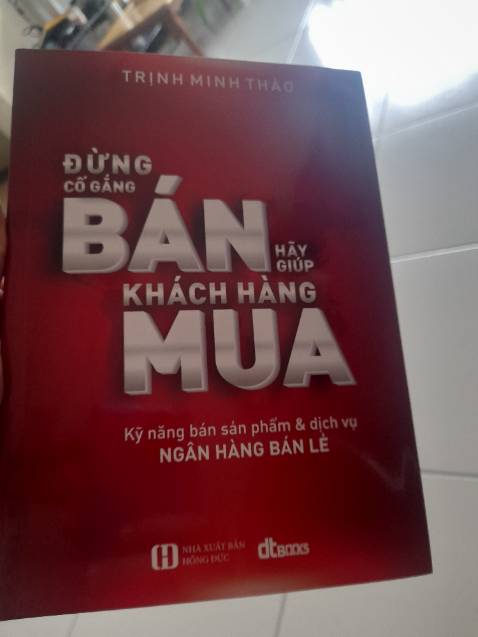 TRỊNH MINH THẢO
ĐỪNG
CỐ GẮNG
BÁN
HÃY
GIÚP
KHÁCH HÀNG
MUA
Kỹ năng bán sản phẩm & dịch vụ
NGÂN HÀNG BÁN LẺ
NHÀ XUẤT BẢN
HỒNG ĐỨC
dtBOOKS